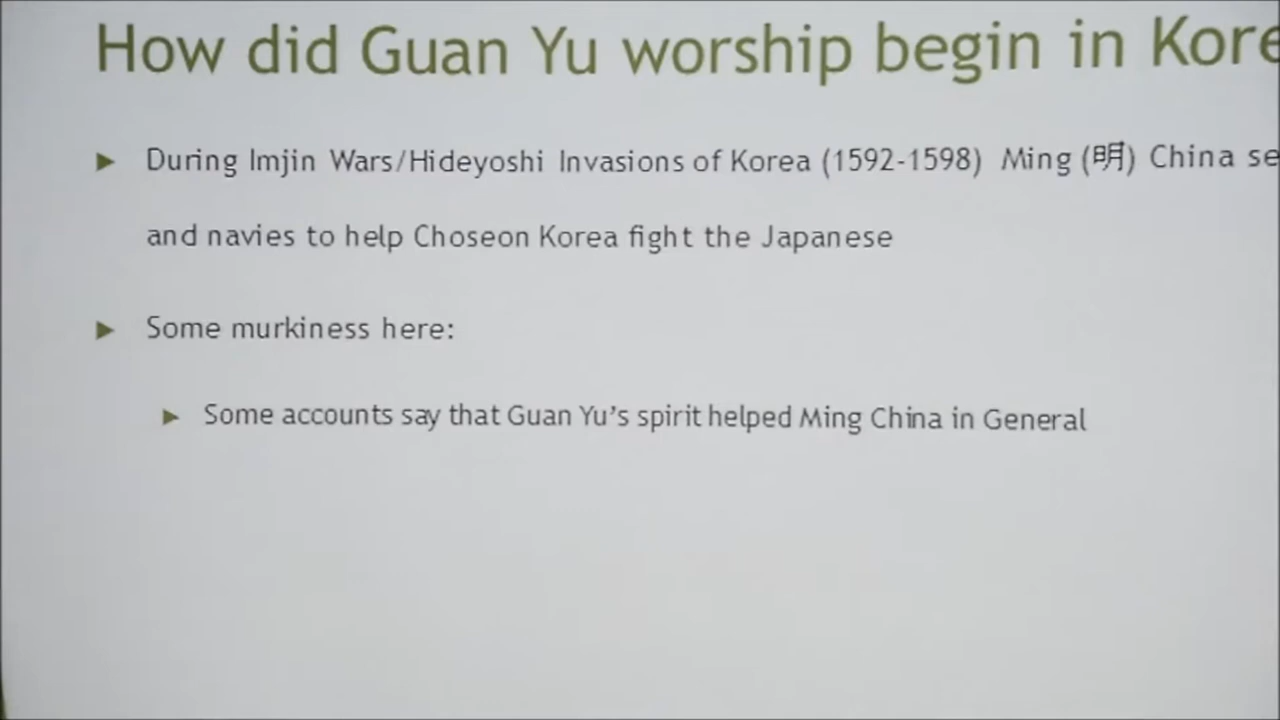 How did Guan Yu worship begin in Kore
During Imjin Wars/Hideyoshi Invasions of Korea (1592-1598) Ming (明) China se
and navies to help Choseon Korea fight the Japanese
Some murkiness here:
Some accounts say that Guan Yu's spirit helped Ming China in General